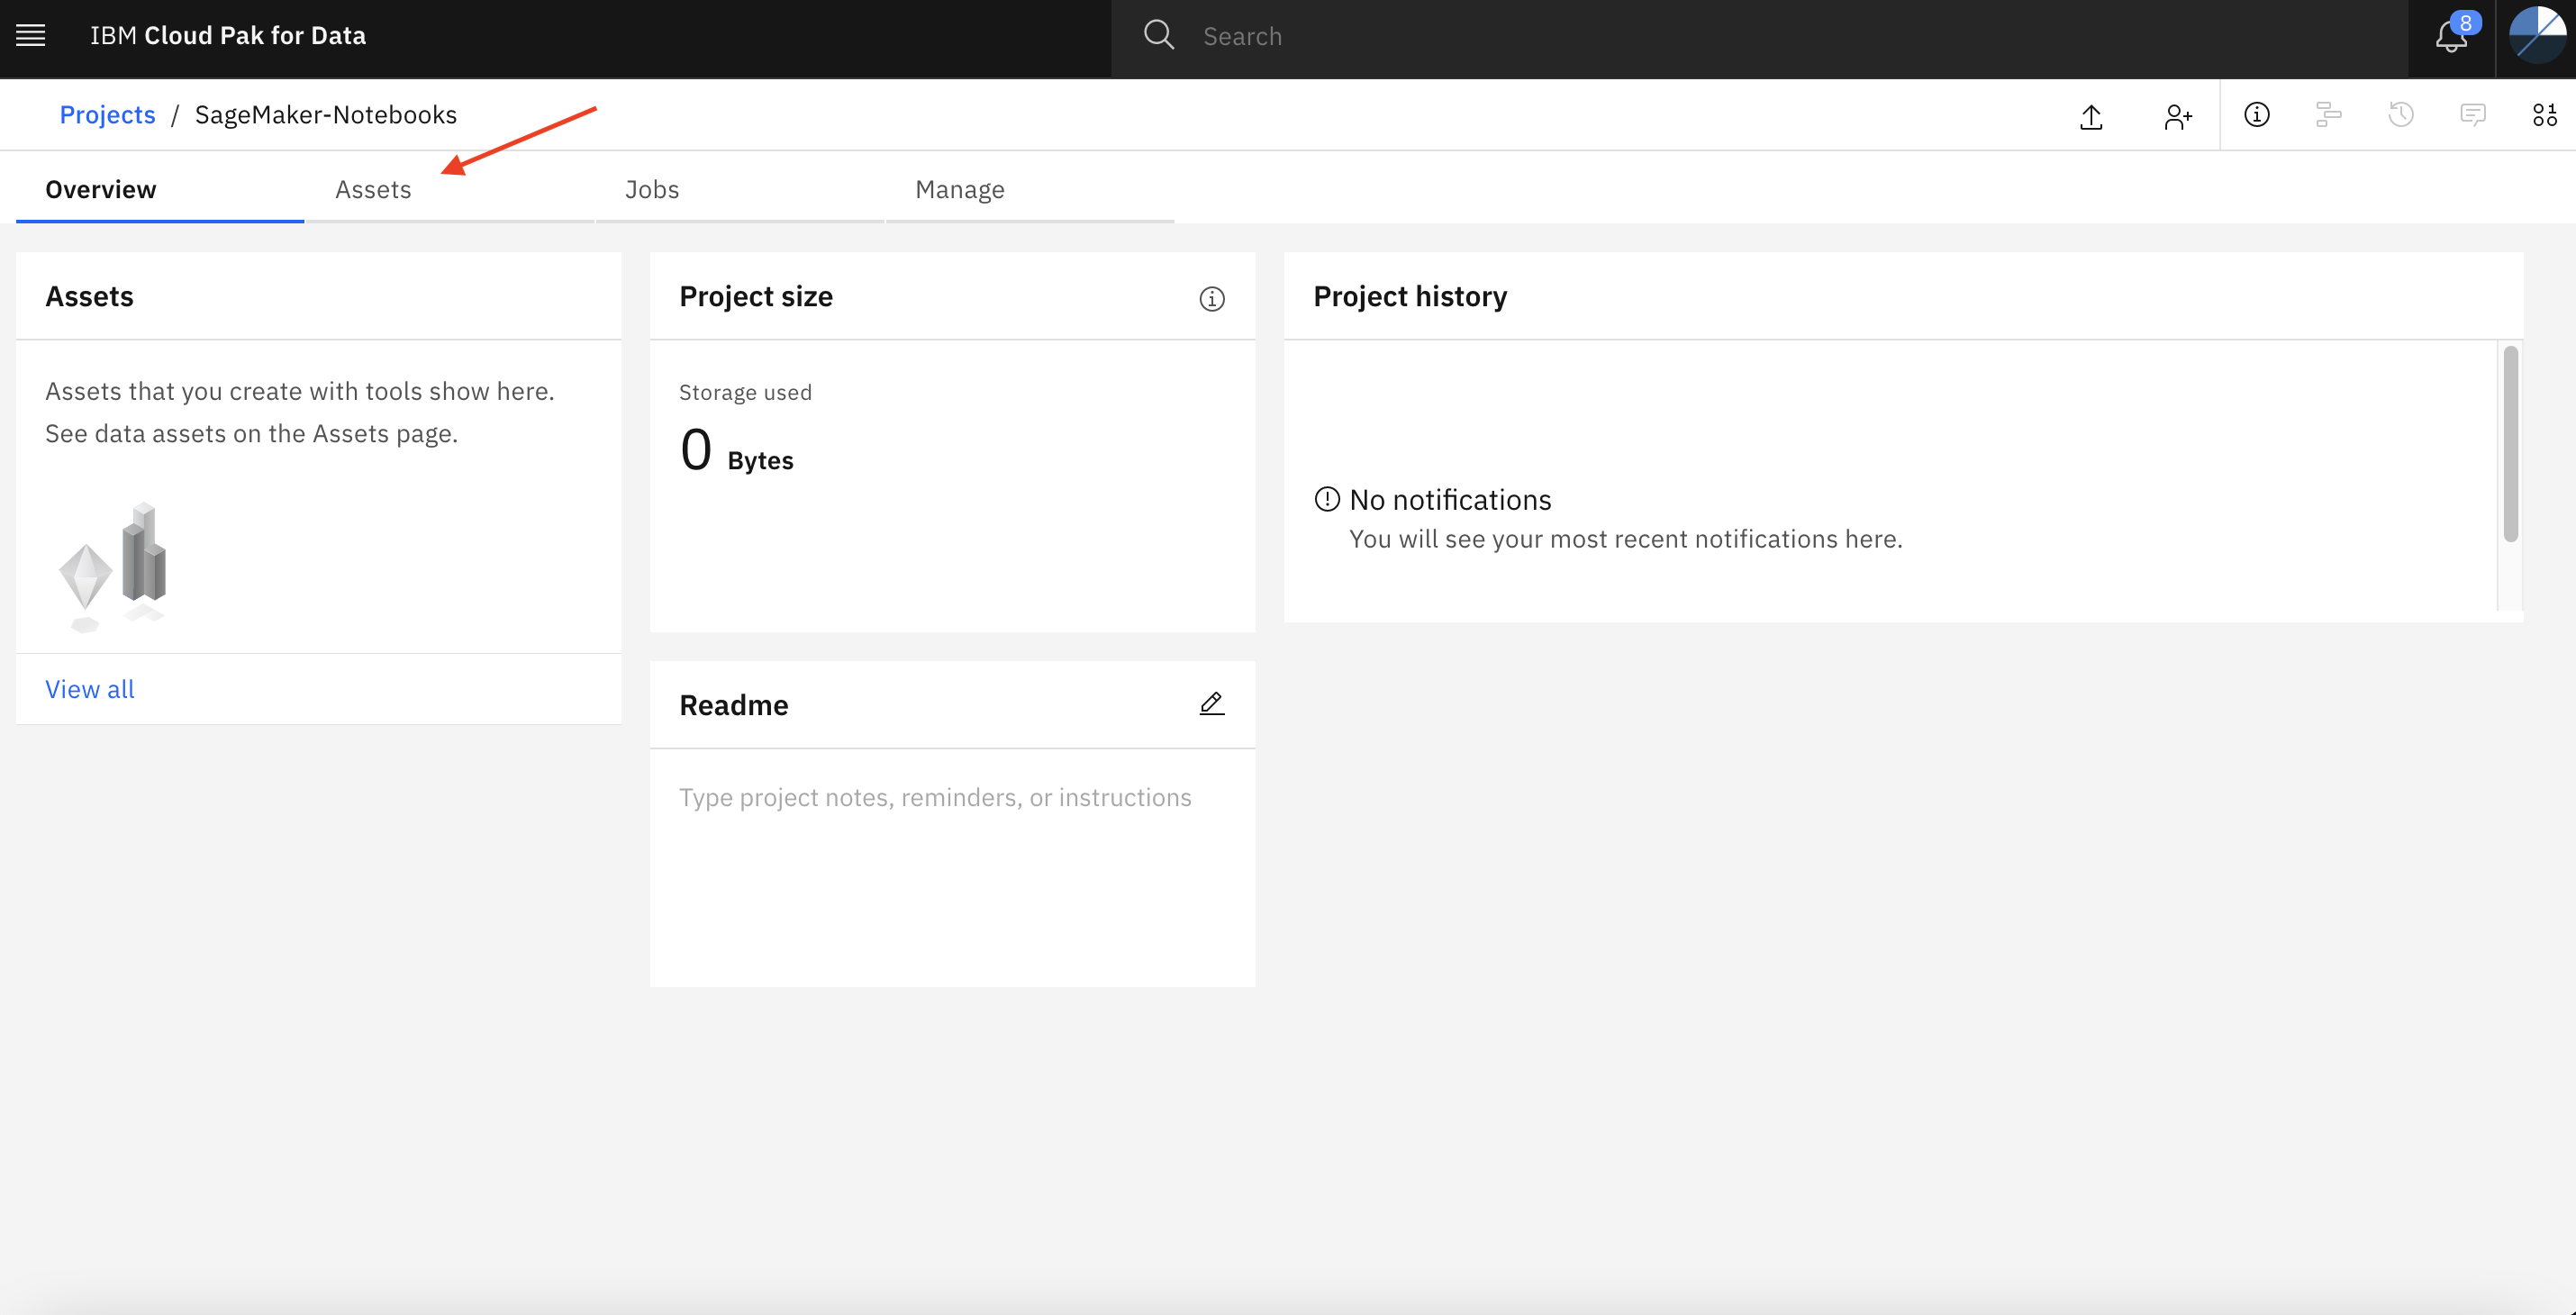 IBM Cloud Pak for Data
Search
8
Projects / SageMaker-Notebooks
Overview
Assets
Jobs
Manage
Assets
Assets that you create with tools show here.
See data assets on the Assets page.
View all
Project size
Storage used
0 Bytes
Readme
Type project notes, reminders, or instructions
Project history
No notifications
You will see your most recent notifications here.